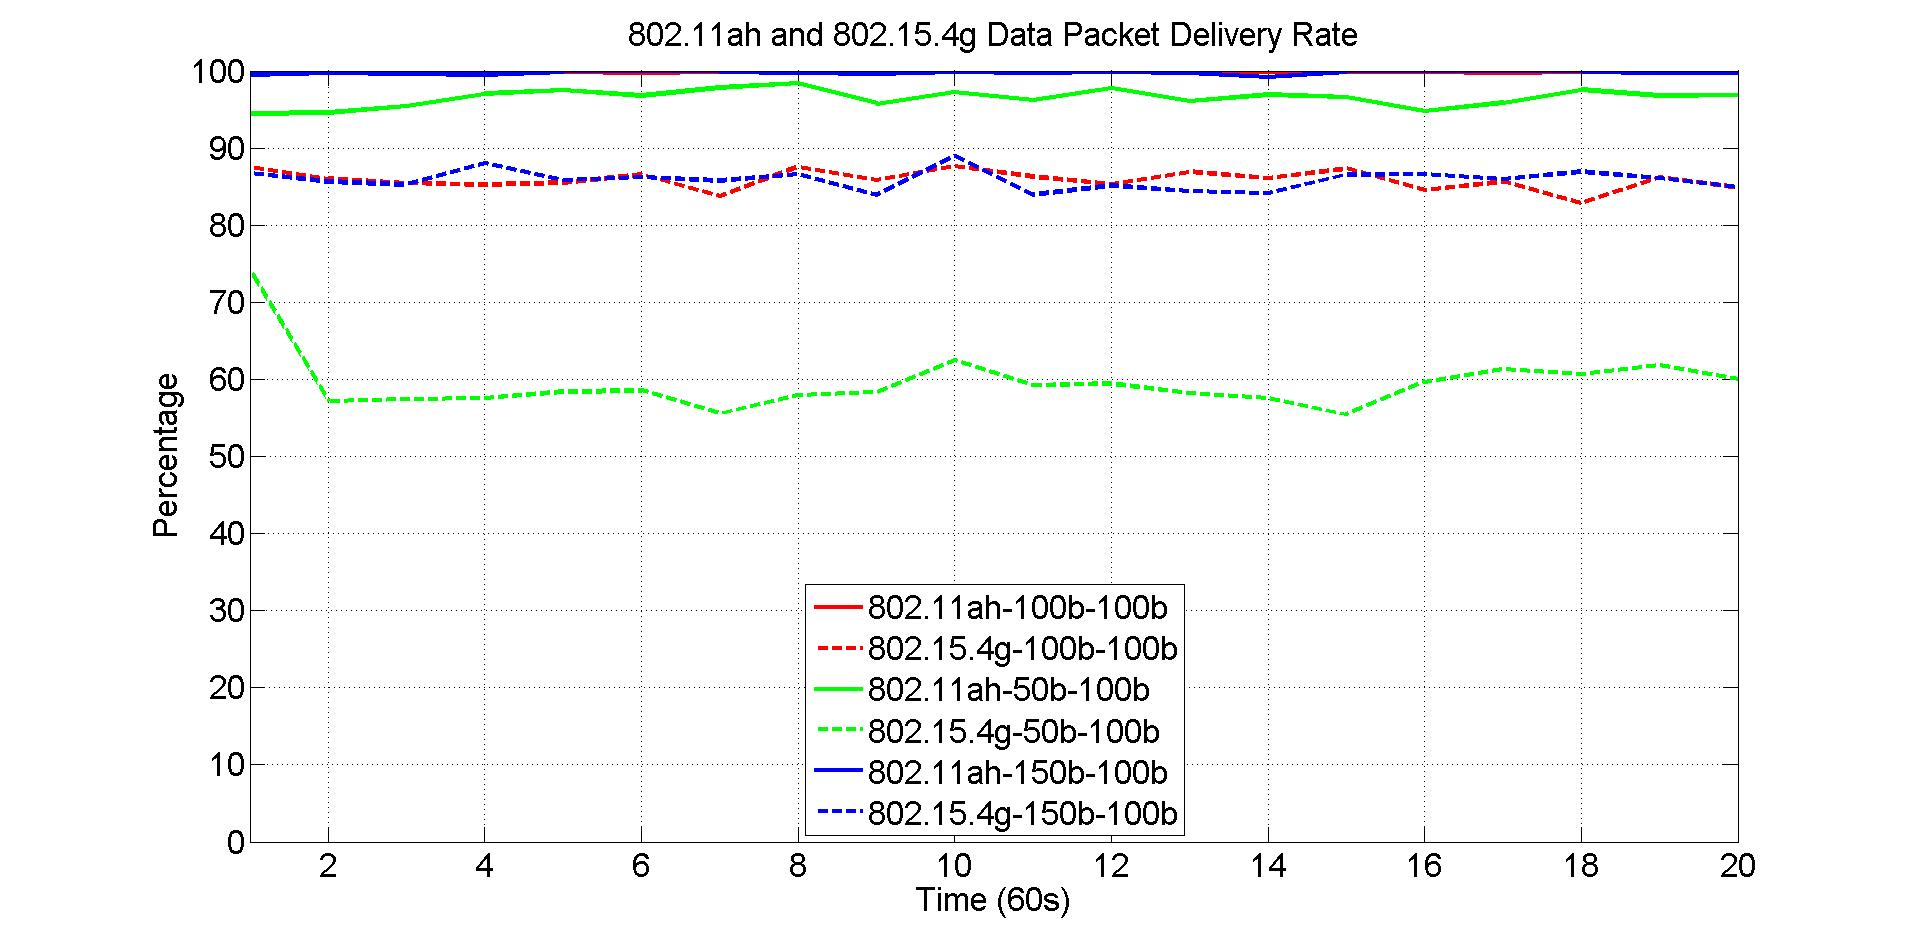 802.11ah and 802.15.4g Data Packet Delivery Rate
100
90
80
70
60
50
40
30
20
10
0
Percentage
802.11ah-100b-100b
802.15.4g-100b-100b
802.11ah-50b-100b
802.15.4g-50b-100b
802.11ah-150b-100b
802.15.4g-150b-100b
2 4 6 8 10 12 14 16 18 20
Time (60s)